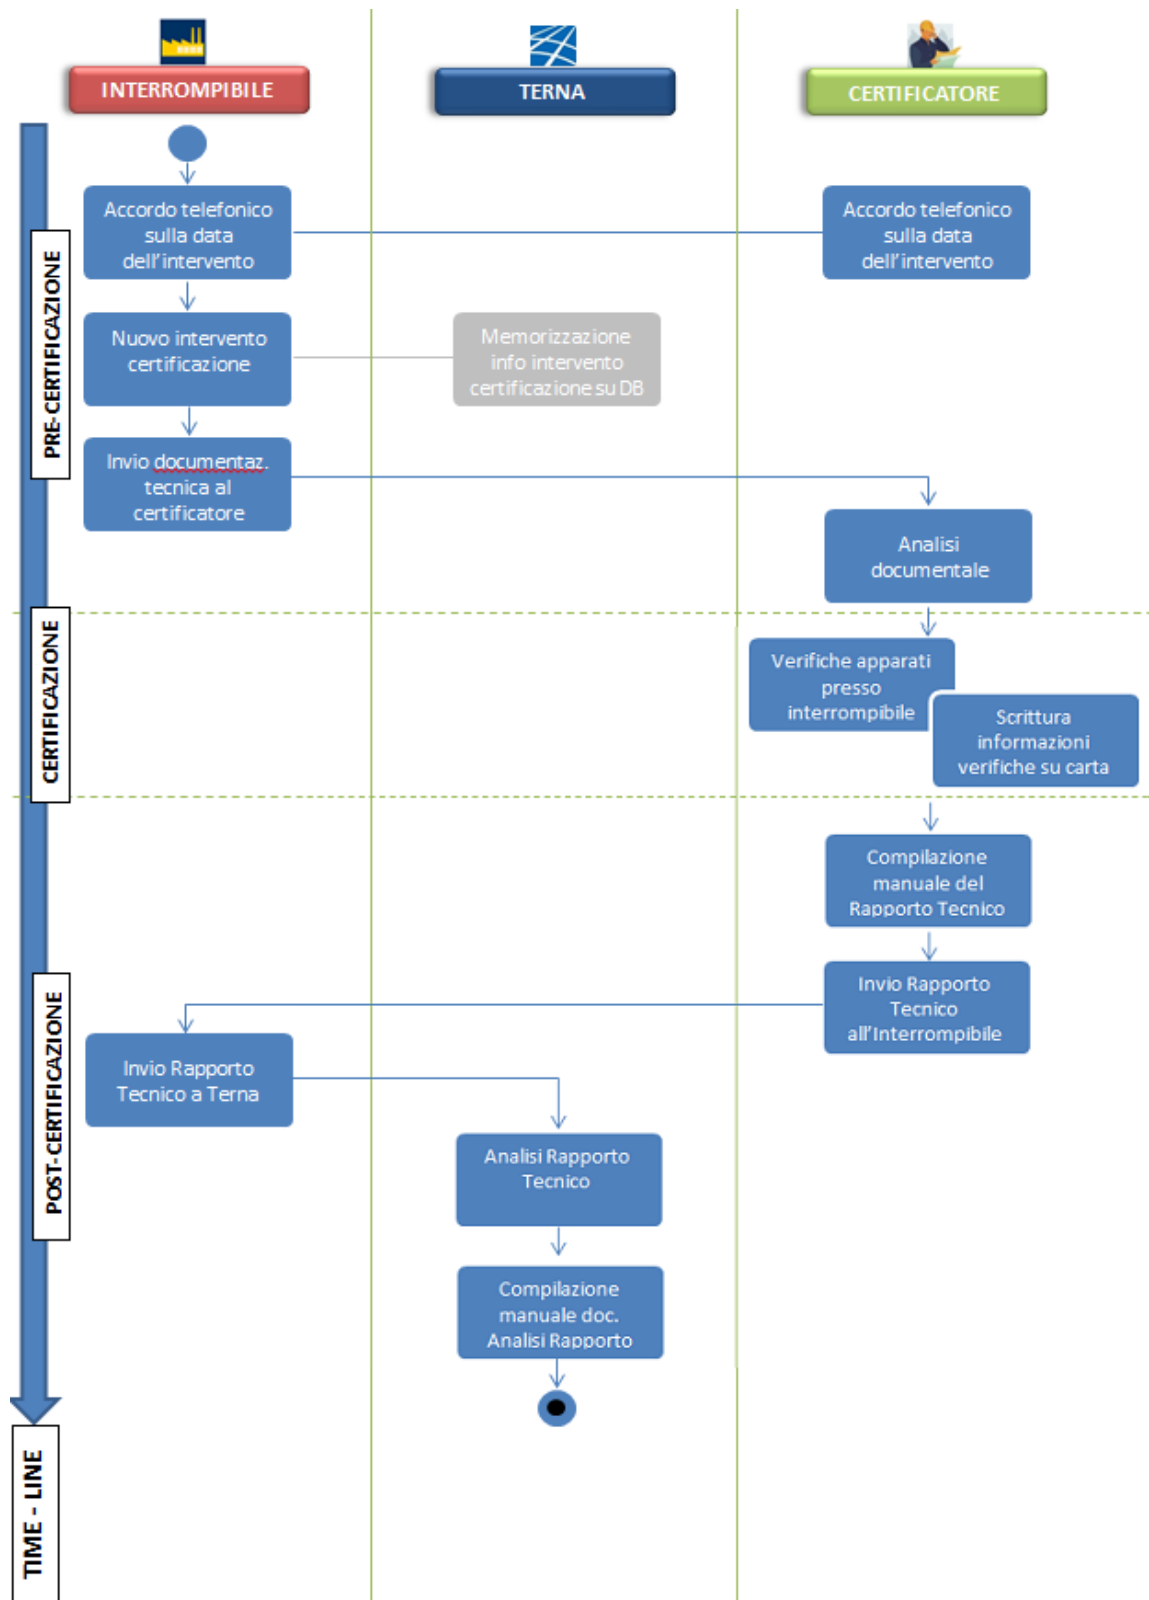 INTERROMPIBILE
TERNA
CERTIFICATORE
PRE-CERTIFICAZIONE
Accordo telefonico
sulla data
dell'intervento
Accordo telefonico
sulla data
dell'intervento
Nuovo intervento
certificazione
Memorizzazione
info intervento
certificazione su DB
Invio documentaz.
tecnica al
certificatore
Analisi
documentale
CERTIFICAZIONE
Verifiche apparati
presso
interrompibile
Scrittura
informazioni
verifiche su carta
Compilazione
manuale del
Rapporto Tecnico
POST-CERTIFICAZIONE
Invio Rapporto
Tecnico
all'Interrompibile
Invio Rapporto
Tecnico a Terna
Analisi Rapporto
Tecnico
Compilazione
manuale doc.
Analisi Rapporto
TIME - LINE